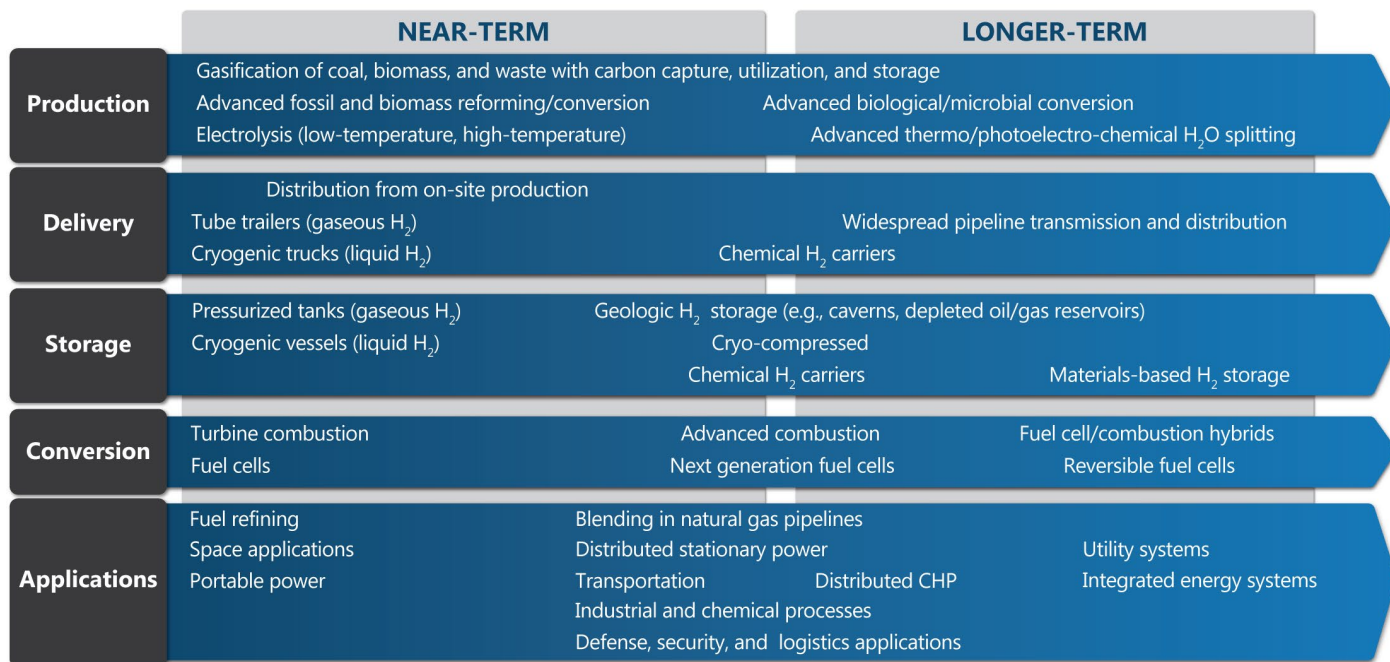 NEAR-TERM LONGER-TERM
Production
Gasification of coal, biomass, and waste with carbon capture, utilization, and storage
Advanced fossil and biomass reforming/conversion Advanced biological/microbial conversion
Electrolysis (low-temperature, high-temperature) Advanced thermo/photoelectro-chemical H₂O splitting
Delivery
Distribution from on-site production
Tube trailers (gaseous H₂) Widespread pipeline transmission and distribution
Cryogenic trucks (liquid H₂) Chemical H₂ carriers
Storage
Pressurized tanks (gaseous H₂) Geologic H₂ storage (e.g., caverns, depleted oil/gas reservoirs)
Cryogenic vessels (liquid H₂) Cryo-compressed
Chemical H₂ carriers Materials-based H₂ storage
Conversion
Turbine combustion Advanced combustion Fuel cell/combustion hybrids
Fuel cells Next generation fuel cells Reversible fuel cells
Applications
Fuel refining Blending in natural gas pipelines
Space applications Distributed stationary power Utility systems
Portable power Transportation Distributed CHP Integrated energy systems
Industrial and chemical processes
Defense, security, and logistics applications